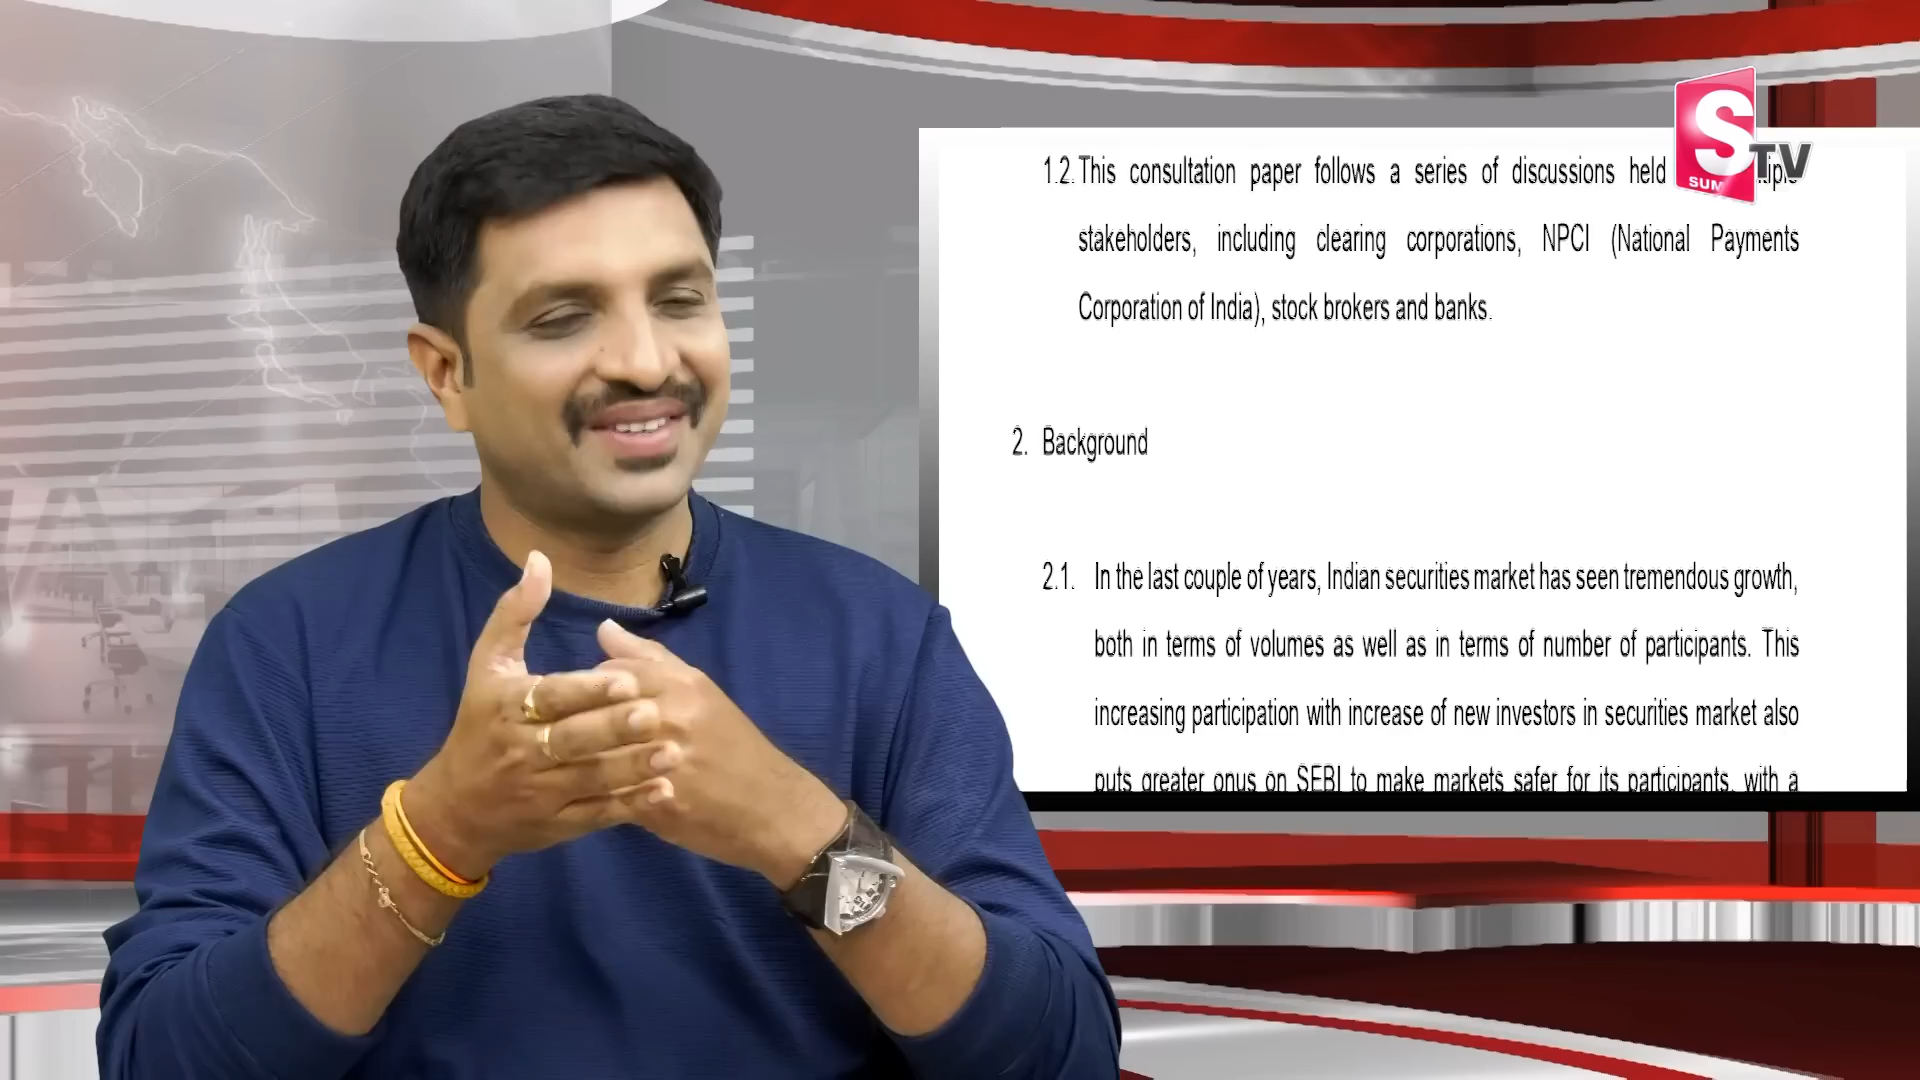 S
TV
SUM
1.2. This consultation paper follows a series of discussions held
stakeholders, including clearing corporations, NPCI (National Payments
Corporation of India), stock brokers and banks.
2. Background
2.1. In the last couple of years, Indian securities market has seen tremendous growth,
both in terms of volumes as well as in terms of number of participants. This
increasing participation with increase of new investors in securities market also
puts greater onus on SEBI to make markets safer for its participants, with a